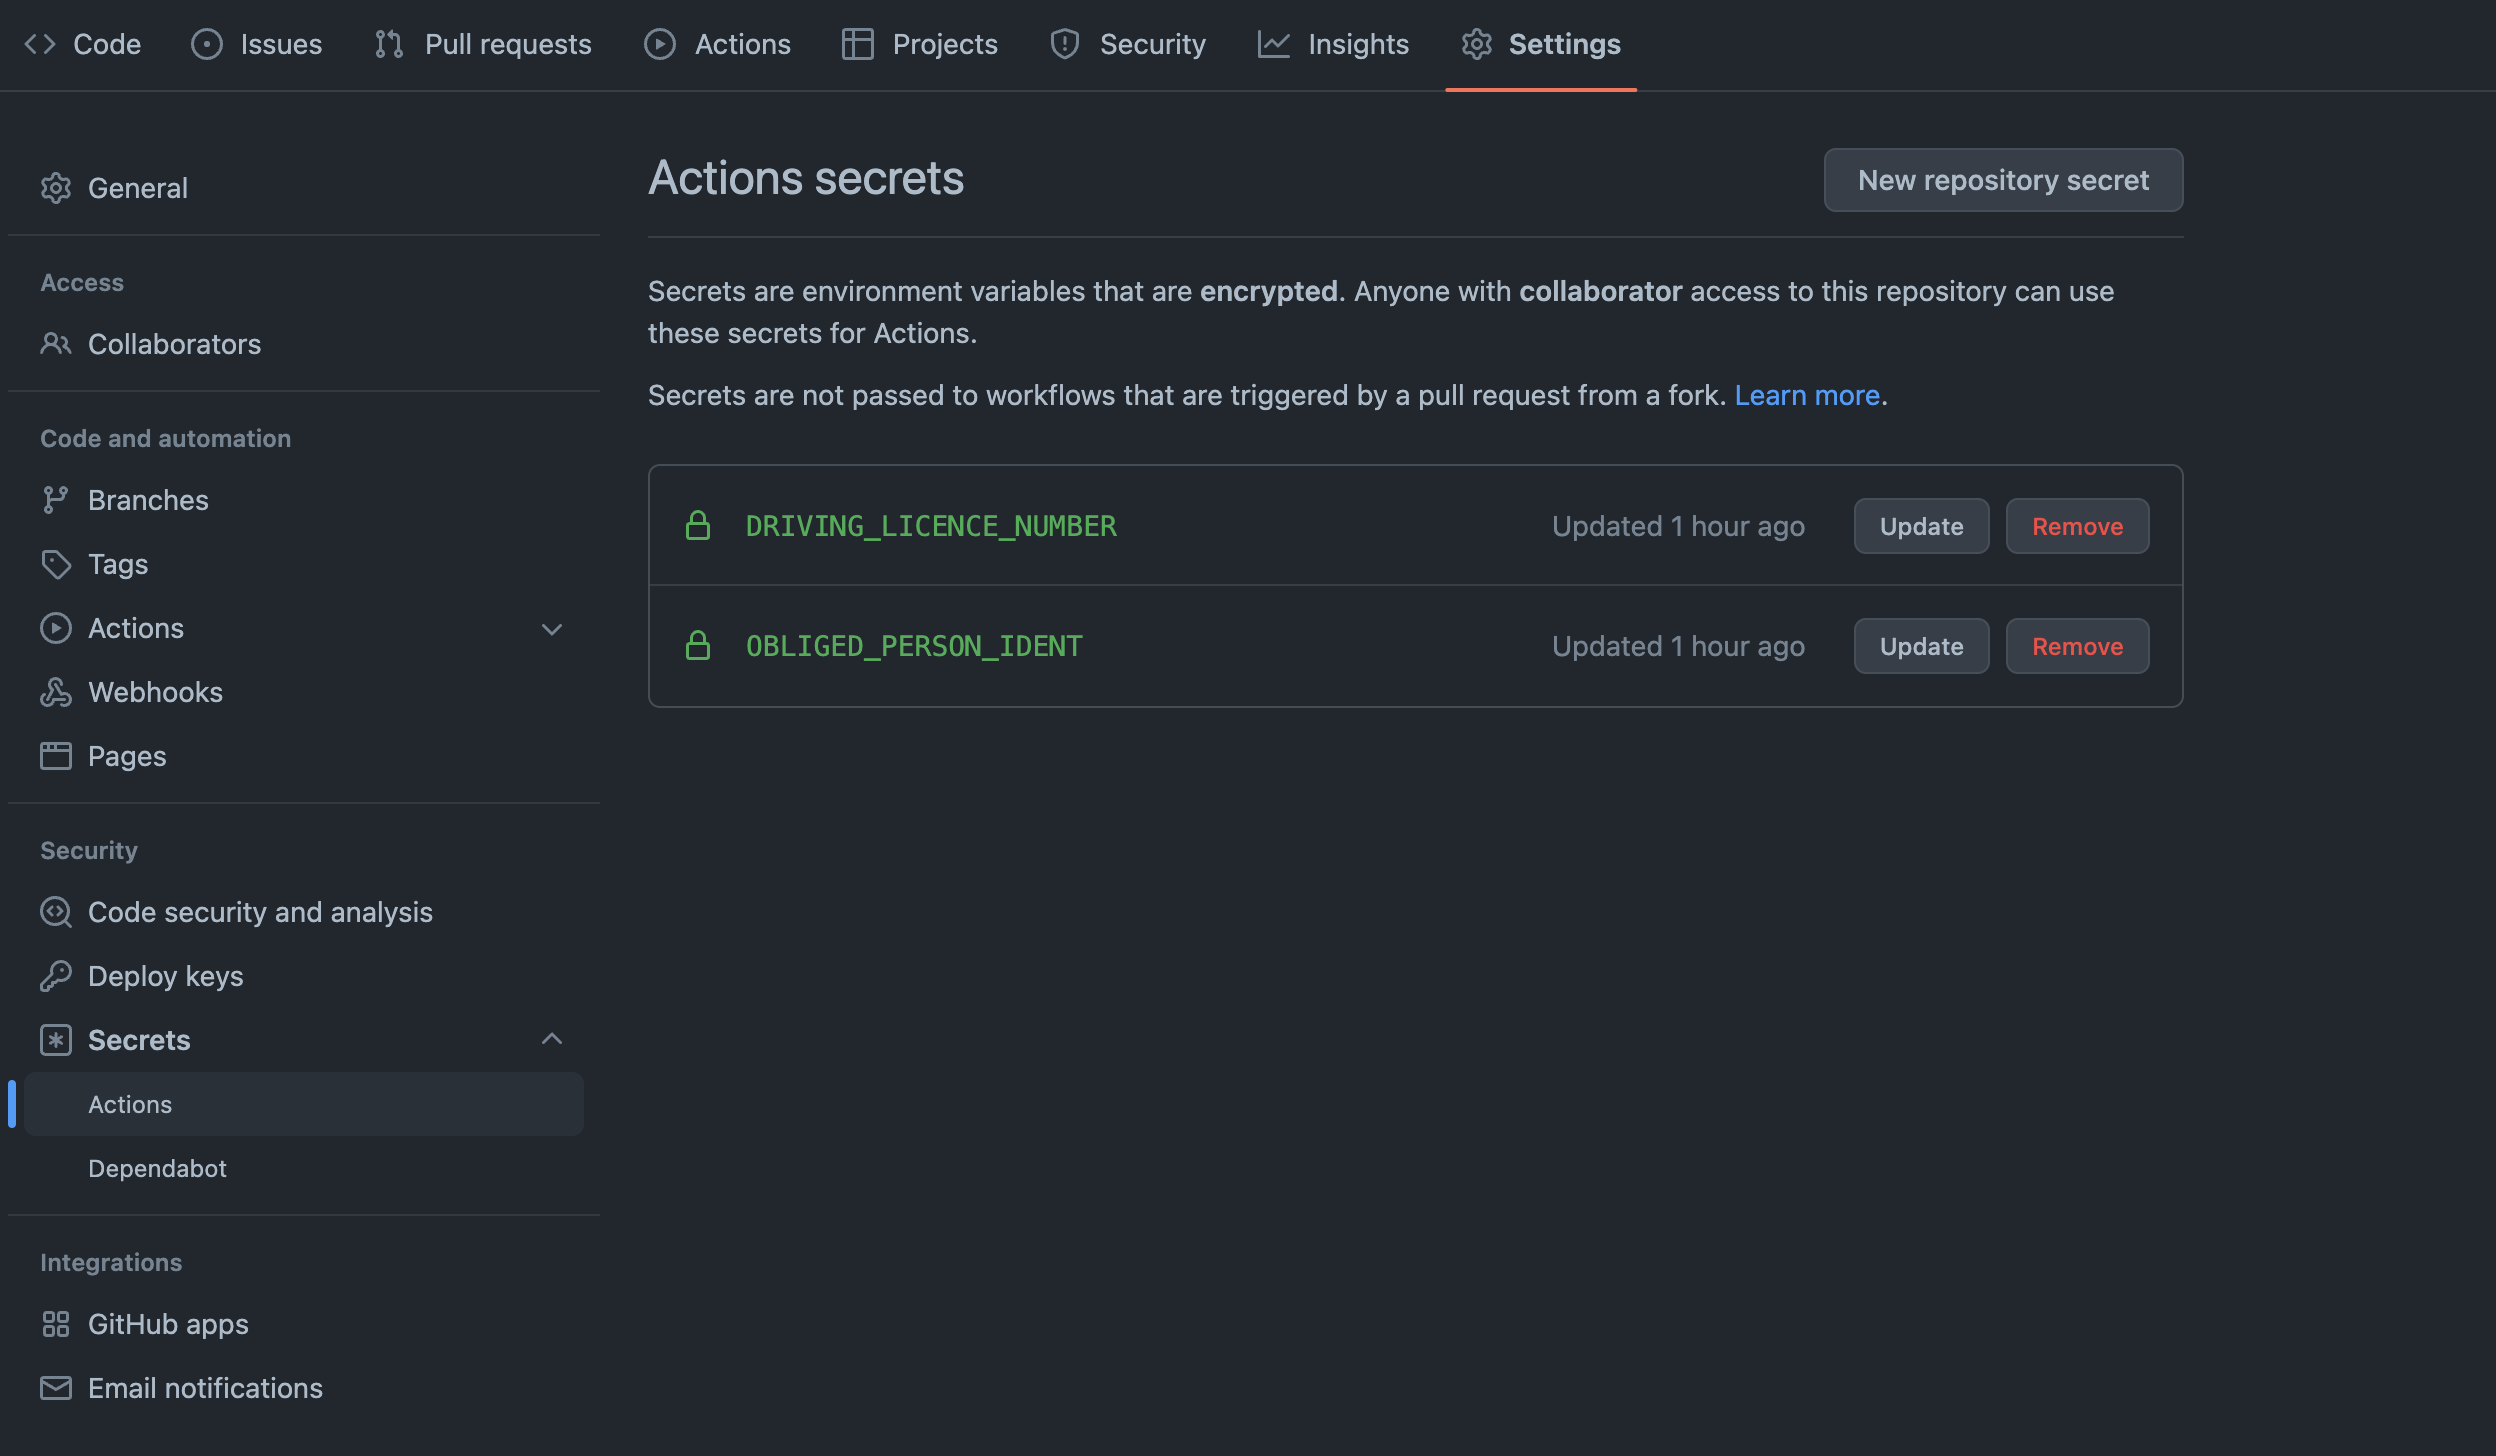 Code Issues Pull requests Actions Projects Security Insights Settings
General
Access
Collaborators
Code and automation
Branches
Tags
Actions
Webhooks
Pages
Security
Code security and analysis
Deploy keys
Secrets
Actions
Dependabot
Integrations
GitHub apps
Email notifications
Actions secrets
New repository secret
Secrets are environment variables that are encrypted. Anyone with collaborator access to this repository can use
these secrets for Actions.
Secrets are not passed to workflows that are triggered by a pull request from a fork. Learn more.
DRIVING_LICENCE_NUMBER Updated 1 hour ago Update Remove
OBLIGED_PERSON_IDENT Updated 1 hour ago Update Remove